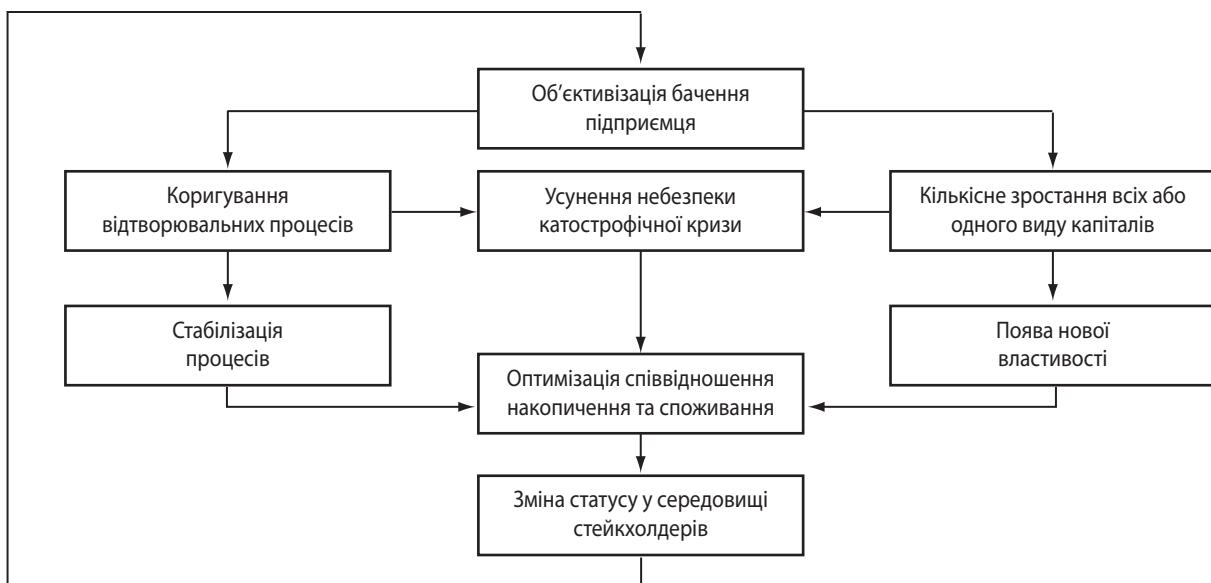 Об’єктивізація бачення
підприємця
Коригування
відтворювальних процесів
Усунення небезпеки
катострофічної кризи
Кількісне зростання всіх або
одного виду капіталів
Стабілізація
процесів
Поява нової
властивості
Оптимізація співвідношення
накопичення та споживання
Зміна статусу у середовищі
стейкхолдерів